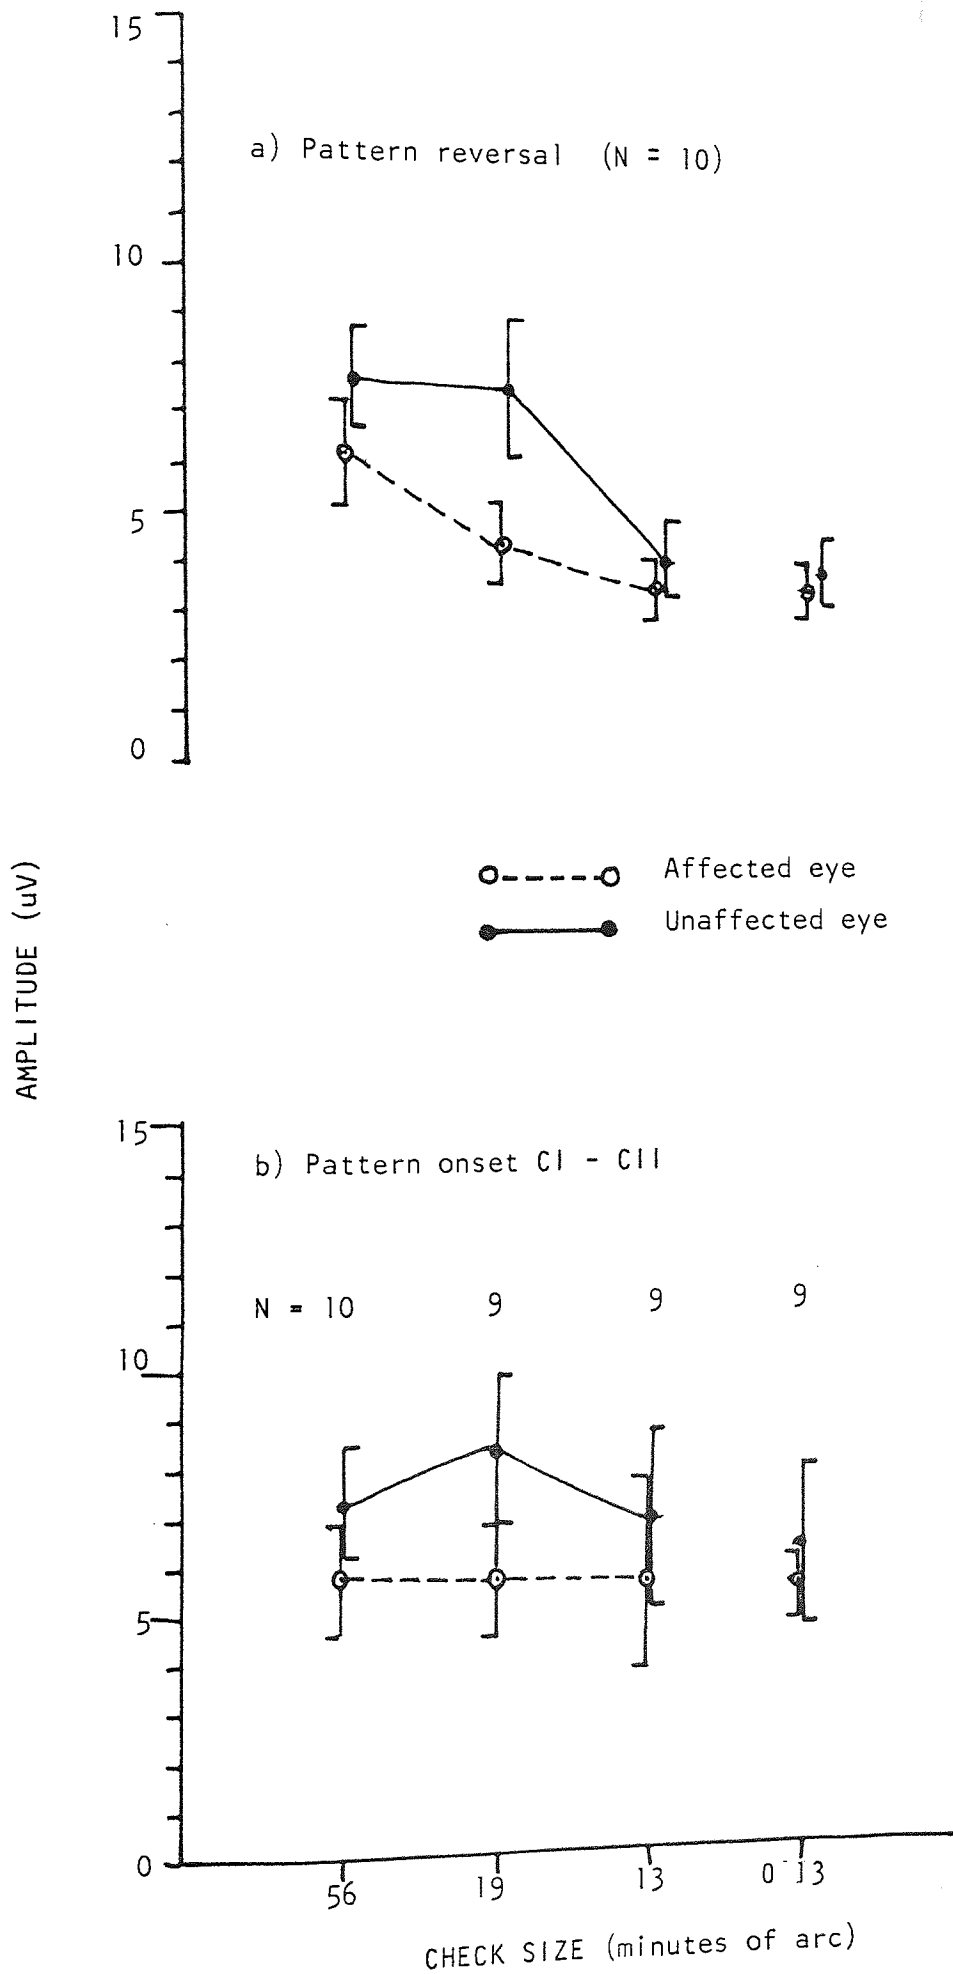 15
a) Pattern reversal (N = 10)
10
5
0
Affected eye
Unaffected eye
AMPLITUDE (uV)
15
b) Pattern onset CI - CII
N = 10 9 9 9
10
5
0
56 19 13 0-13
CHECK SIZE (minutes of arc)